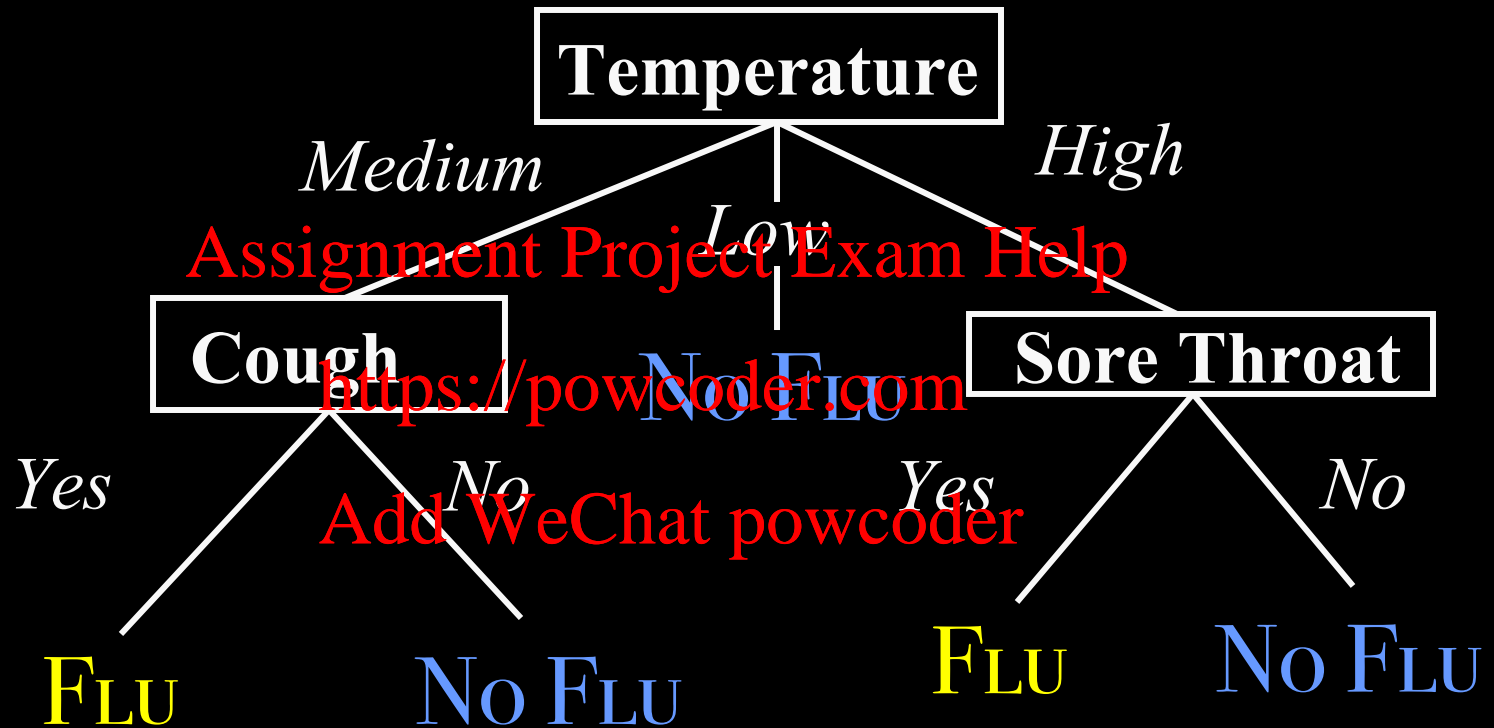 Temperature
Medium
High
Low
Assignment Project Exam Help
Cough
No Flu
Sore Throat
https://powcoder.com
Yes
No
Yes
No
Add WeChat powcoder
Flu
No Flu
Flu
No Flu